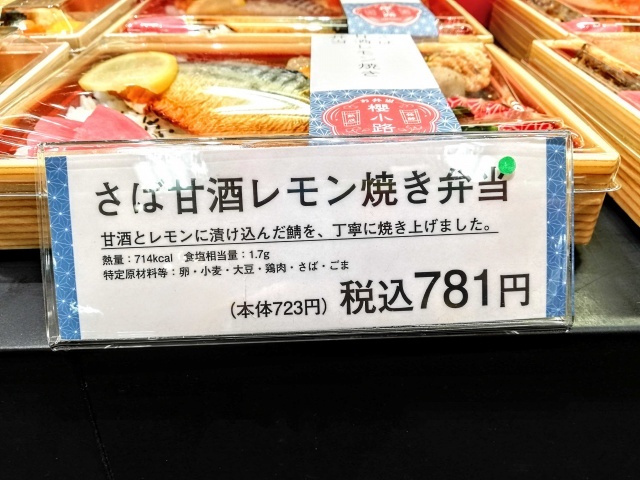 櫻小路
さば甘酒レモン焼き弁当
甘酒とレモンに漬け込んだ鯖を、丁寧に焼き上げました。
熱量：714kcal 食塩相当量：1.7g
特定原材料等：卵・小麦・大豆・鶏肉・さば・ごま
(本体723円) 税込781円